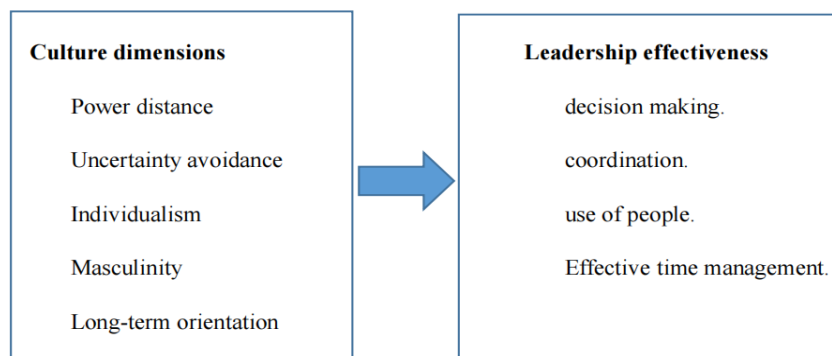 Culture dimensions
Power distance
Uncertainty avoidance
Individualism
Masculinity
Long-term orientation
Leadership effectiveness
decision making.
coordination.
use of people.
Effective time management.